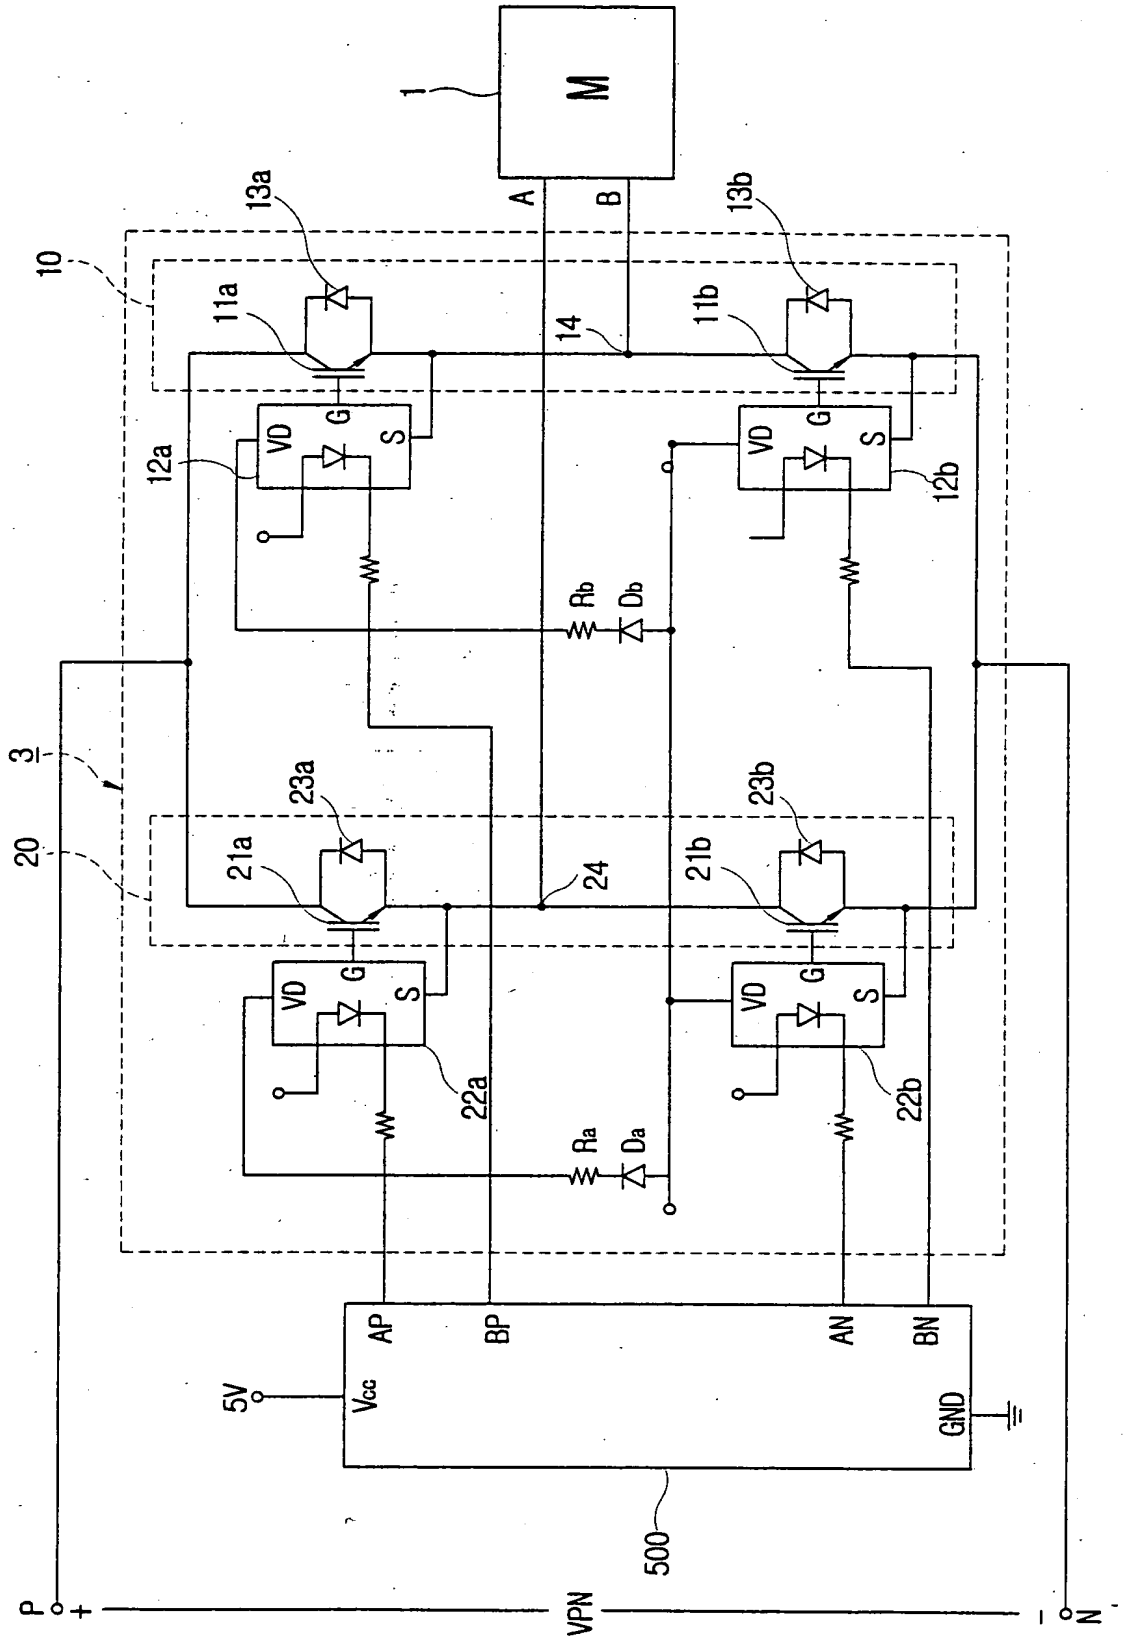 P
+
VPN
−
N
500
5V
Vcc
GND
AP
BP
AN
BN
3
20
10
22a
VD
G
S
21a
23a
Ra
Da
24
22b
VD
G
S
21b
23b
12a
VD
G
S
11a
13a
Rb
Db
14
12b
VD
G
S
11b
13b
A
B
1
M